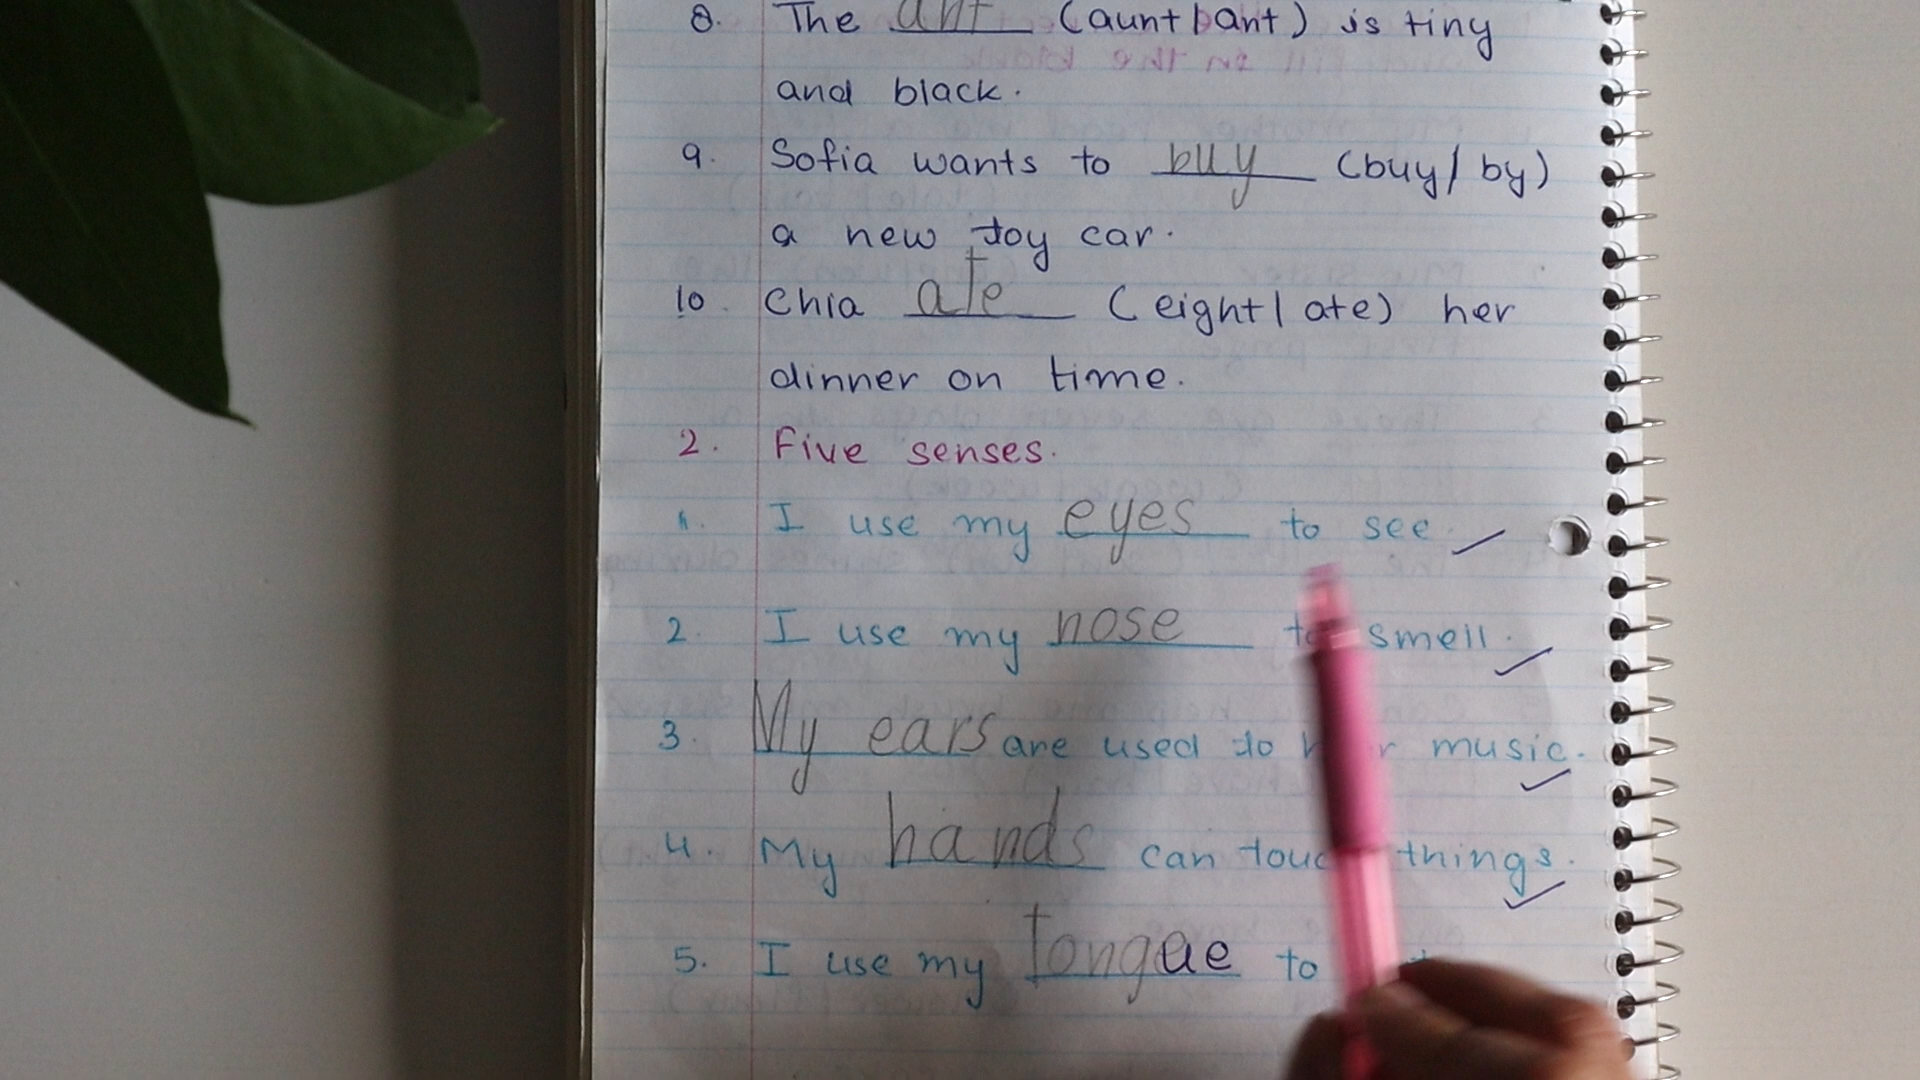 8. The ant (aunt/ant) is tiny
and black.
9. Sofia wants to buy (buy/by)
a new toy car.
10. Chia ate (eight/ate) her
dinner on time.
2. Five senses.
1. I use my eyes to see.
2. I use my nose to smell.
3. My ears are used to music.
4. My hands can things.
5. I use my tongue to